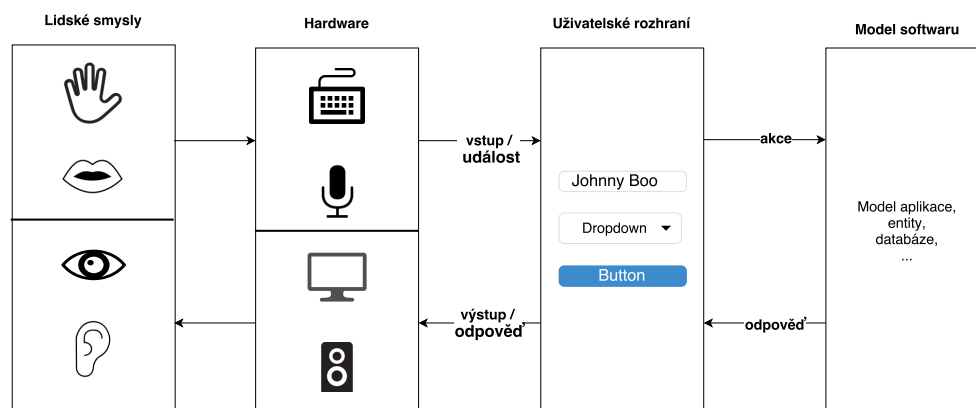 Lidské smysly
Hardware
Uživatelské rozhraní
Model softwaru
vstup /
událost
akce
Johnny Boo
Dropdown
Button
Model aplikace,
entity,
databáze,
...
výstup /
odpověď
odpověď